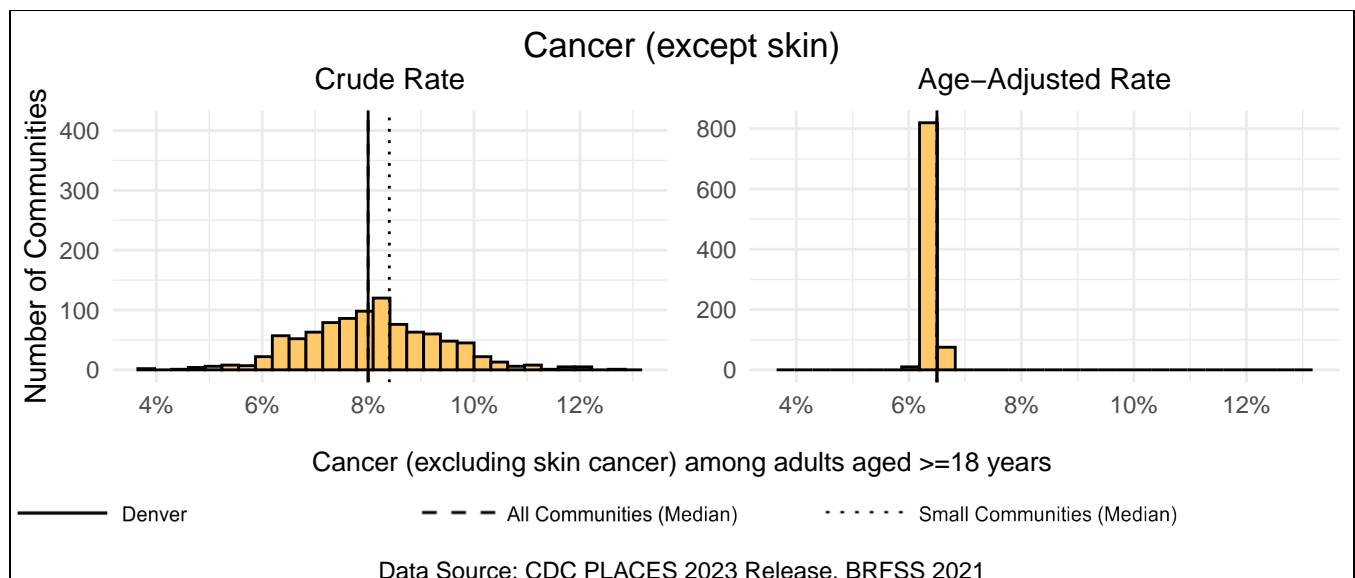 Cancer (except skin)
Crude Rate
Age−Adjusted Rate
Number of Communities
400
300
200
100
0
4%
6%
8%
10%
12%
800
600
400
200
0
4%
6%
8%
10%
12%
Cancer (excluding skin cancer) among adults aged >=18 years
Denver
All Communities (Median)
Small Communities (Median)
Data Source: CDC PLACES 2023 Release, BRFSS 2021